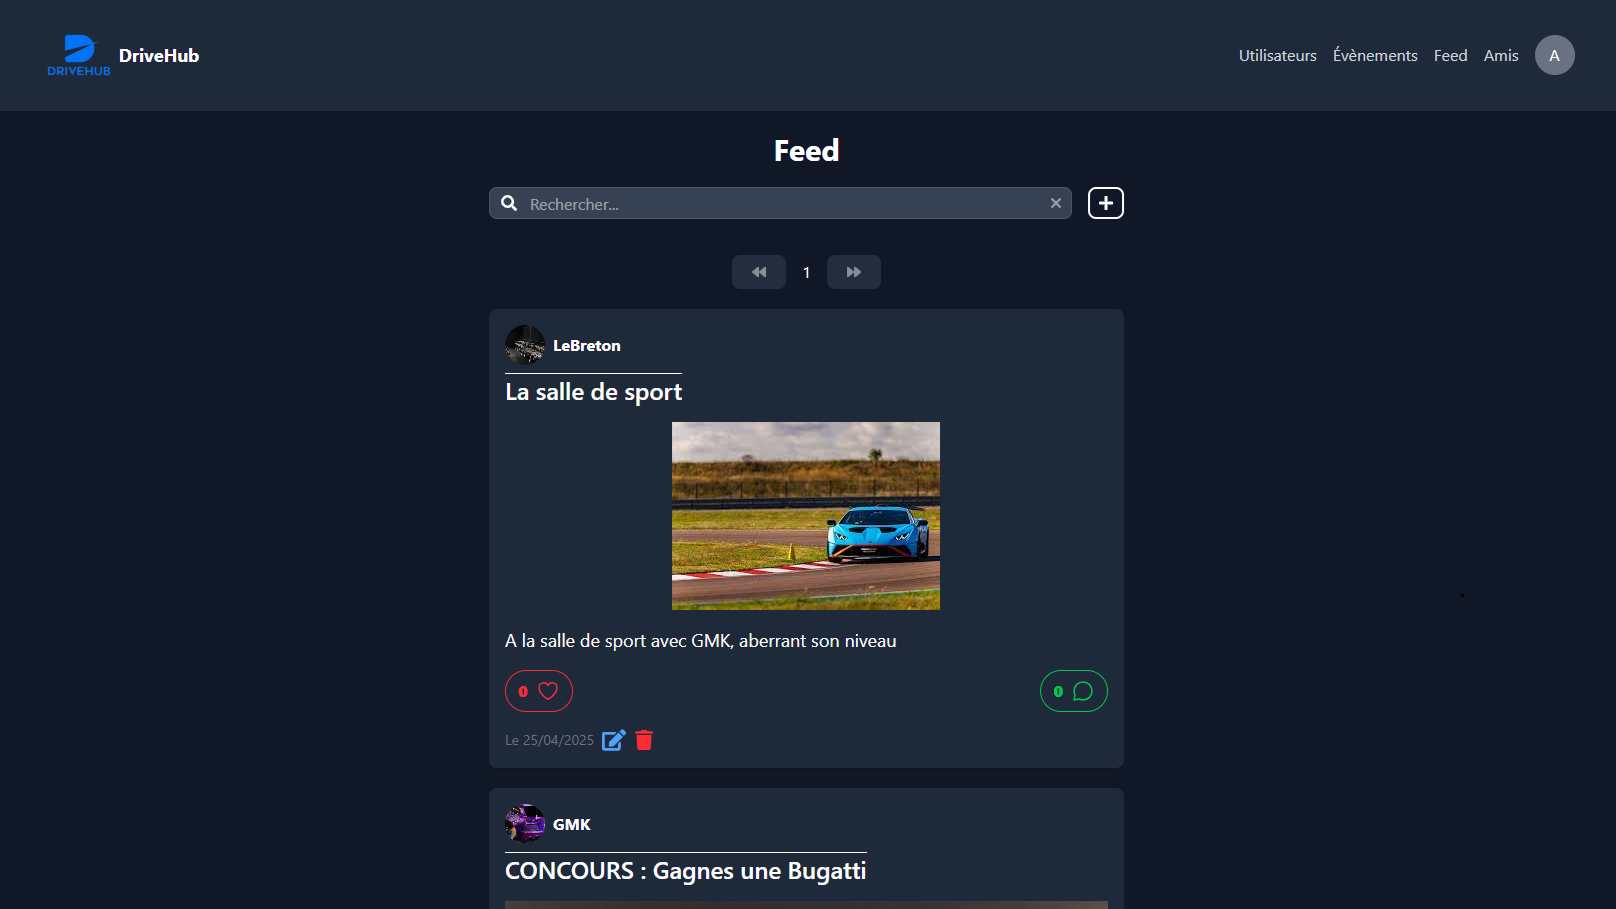 DRIVEHUB
DriveHub
Utilisateurs
Évènements
Feed
Amis
A
Feed
Rechercher...
1
LeBreton
La salle de sport
A la salle de sport avec GMK, aberrant son niveau
0
0
Le 25/04/2025
GMK
CONCOURS : Gagnes une Bugatti